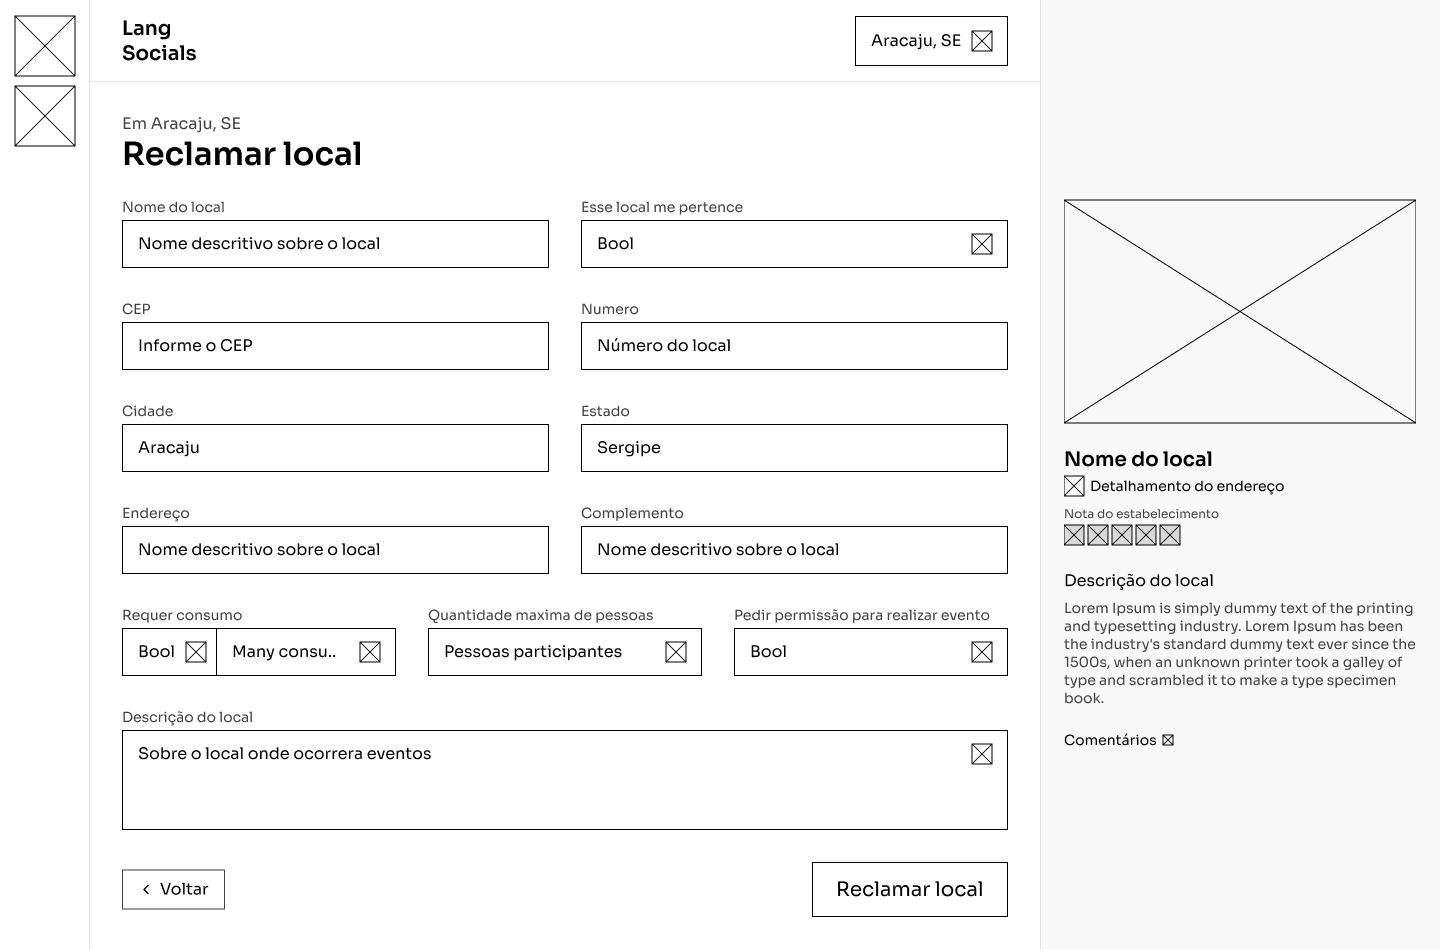 Lang
Socials
Aracaju, SE
Em Aracaju, SE
Reclamar local
Nome do local
Nome descritivo sobre o local
Esse local me pertence
Bool
CEP
Informe o CEP
Numero
Número do local
Cidade
Aracaju
Estado
Sergipe
Endereço
Nome descritivo sobre o local
Complemento
Nome descritivo sobre o local
Requer consumo
Bool
Many consu..
Quantidade maxima de pessoas
Pessoas participantes
Pedir permissão para realizar evento
Bool
Descrição do local
Sobre o local onde ocorrera eventos
Voltar
Reclamar local
Nome do local
Detalhamento do endereço
Nota do estabelecimento
Descrição do local
Lorem Ipsum is simply dummy text of the printing
and typesetting industry. Lorem Ipsum has been
the industry's standard dummy text ever since the
1500s, when an unknown printer took a galley of
type and scrambled it to make a type specimen
book.
Comentários